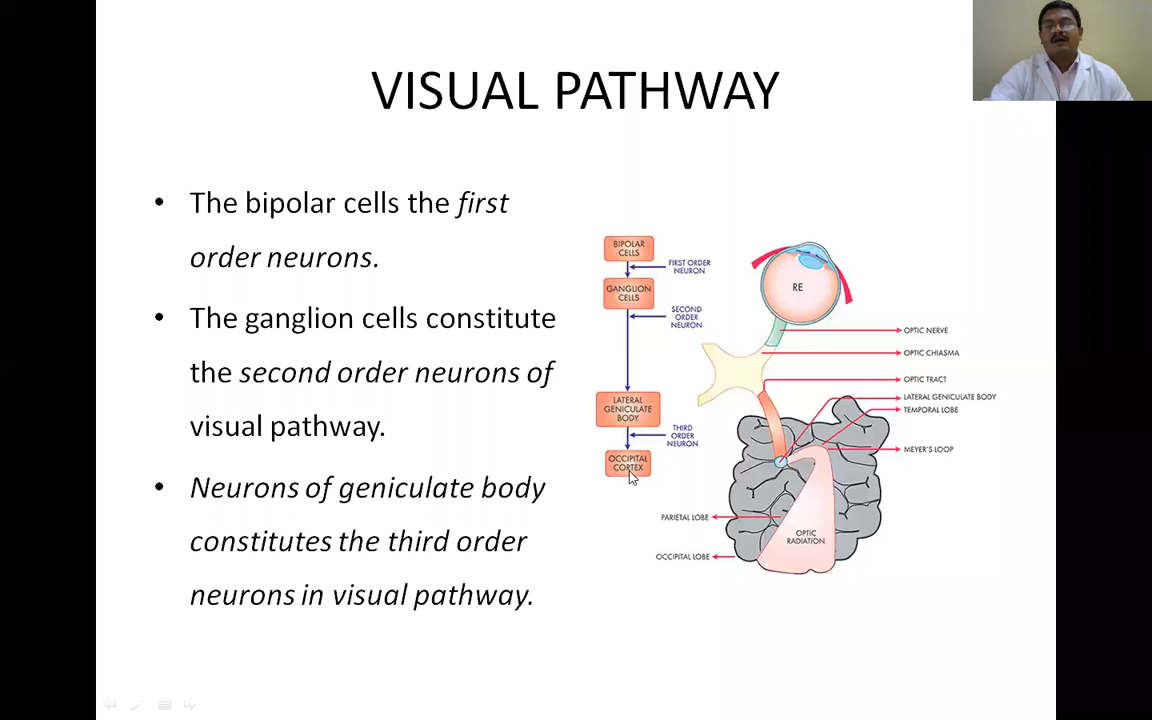 VISUAL PATHWAY
• The bipolar cells the first
order neurons.
• The ganglion cells constitute
the second order neurons of
visual pathway.
• Neurons of geniculate body
constitutes the third order
neurons in visual pathway.
BIPOLAR
CELLS
FIRST ORDER
NEURON
GANGLION
CELLS
SECOND
ORDER
NEURON
LATERAL
GENICULATE
BODY
THIRD
ORDER
NEURON
OCCIPITAL
CORTEX
RE
OPTIC NERVE
OPTIC CHIASMA
OPTIC TRACT
LATERAL GENICULATE BODY
TEMPORAL LOBE
MEYER'S LOOP
PARIETAL LOBE
OPTIC
RADIATION
OCCIPITAL LOBE